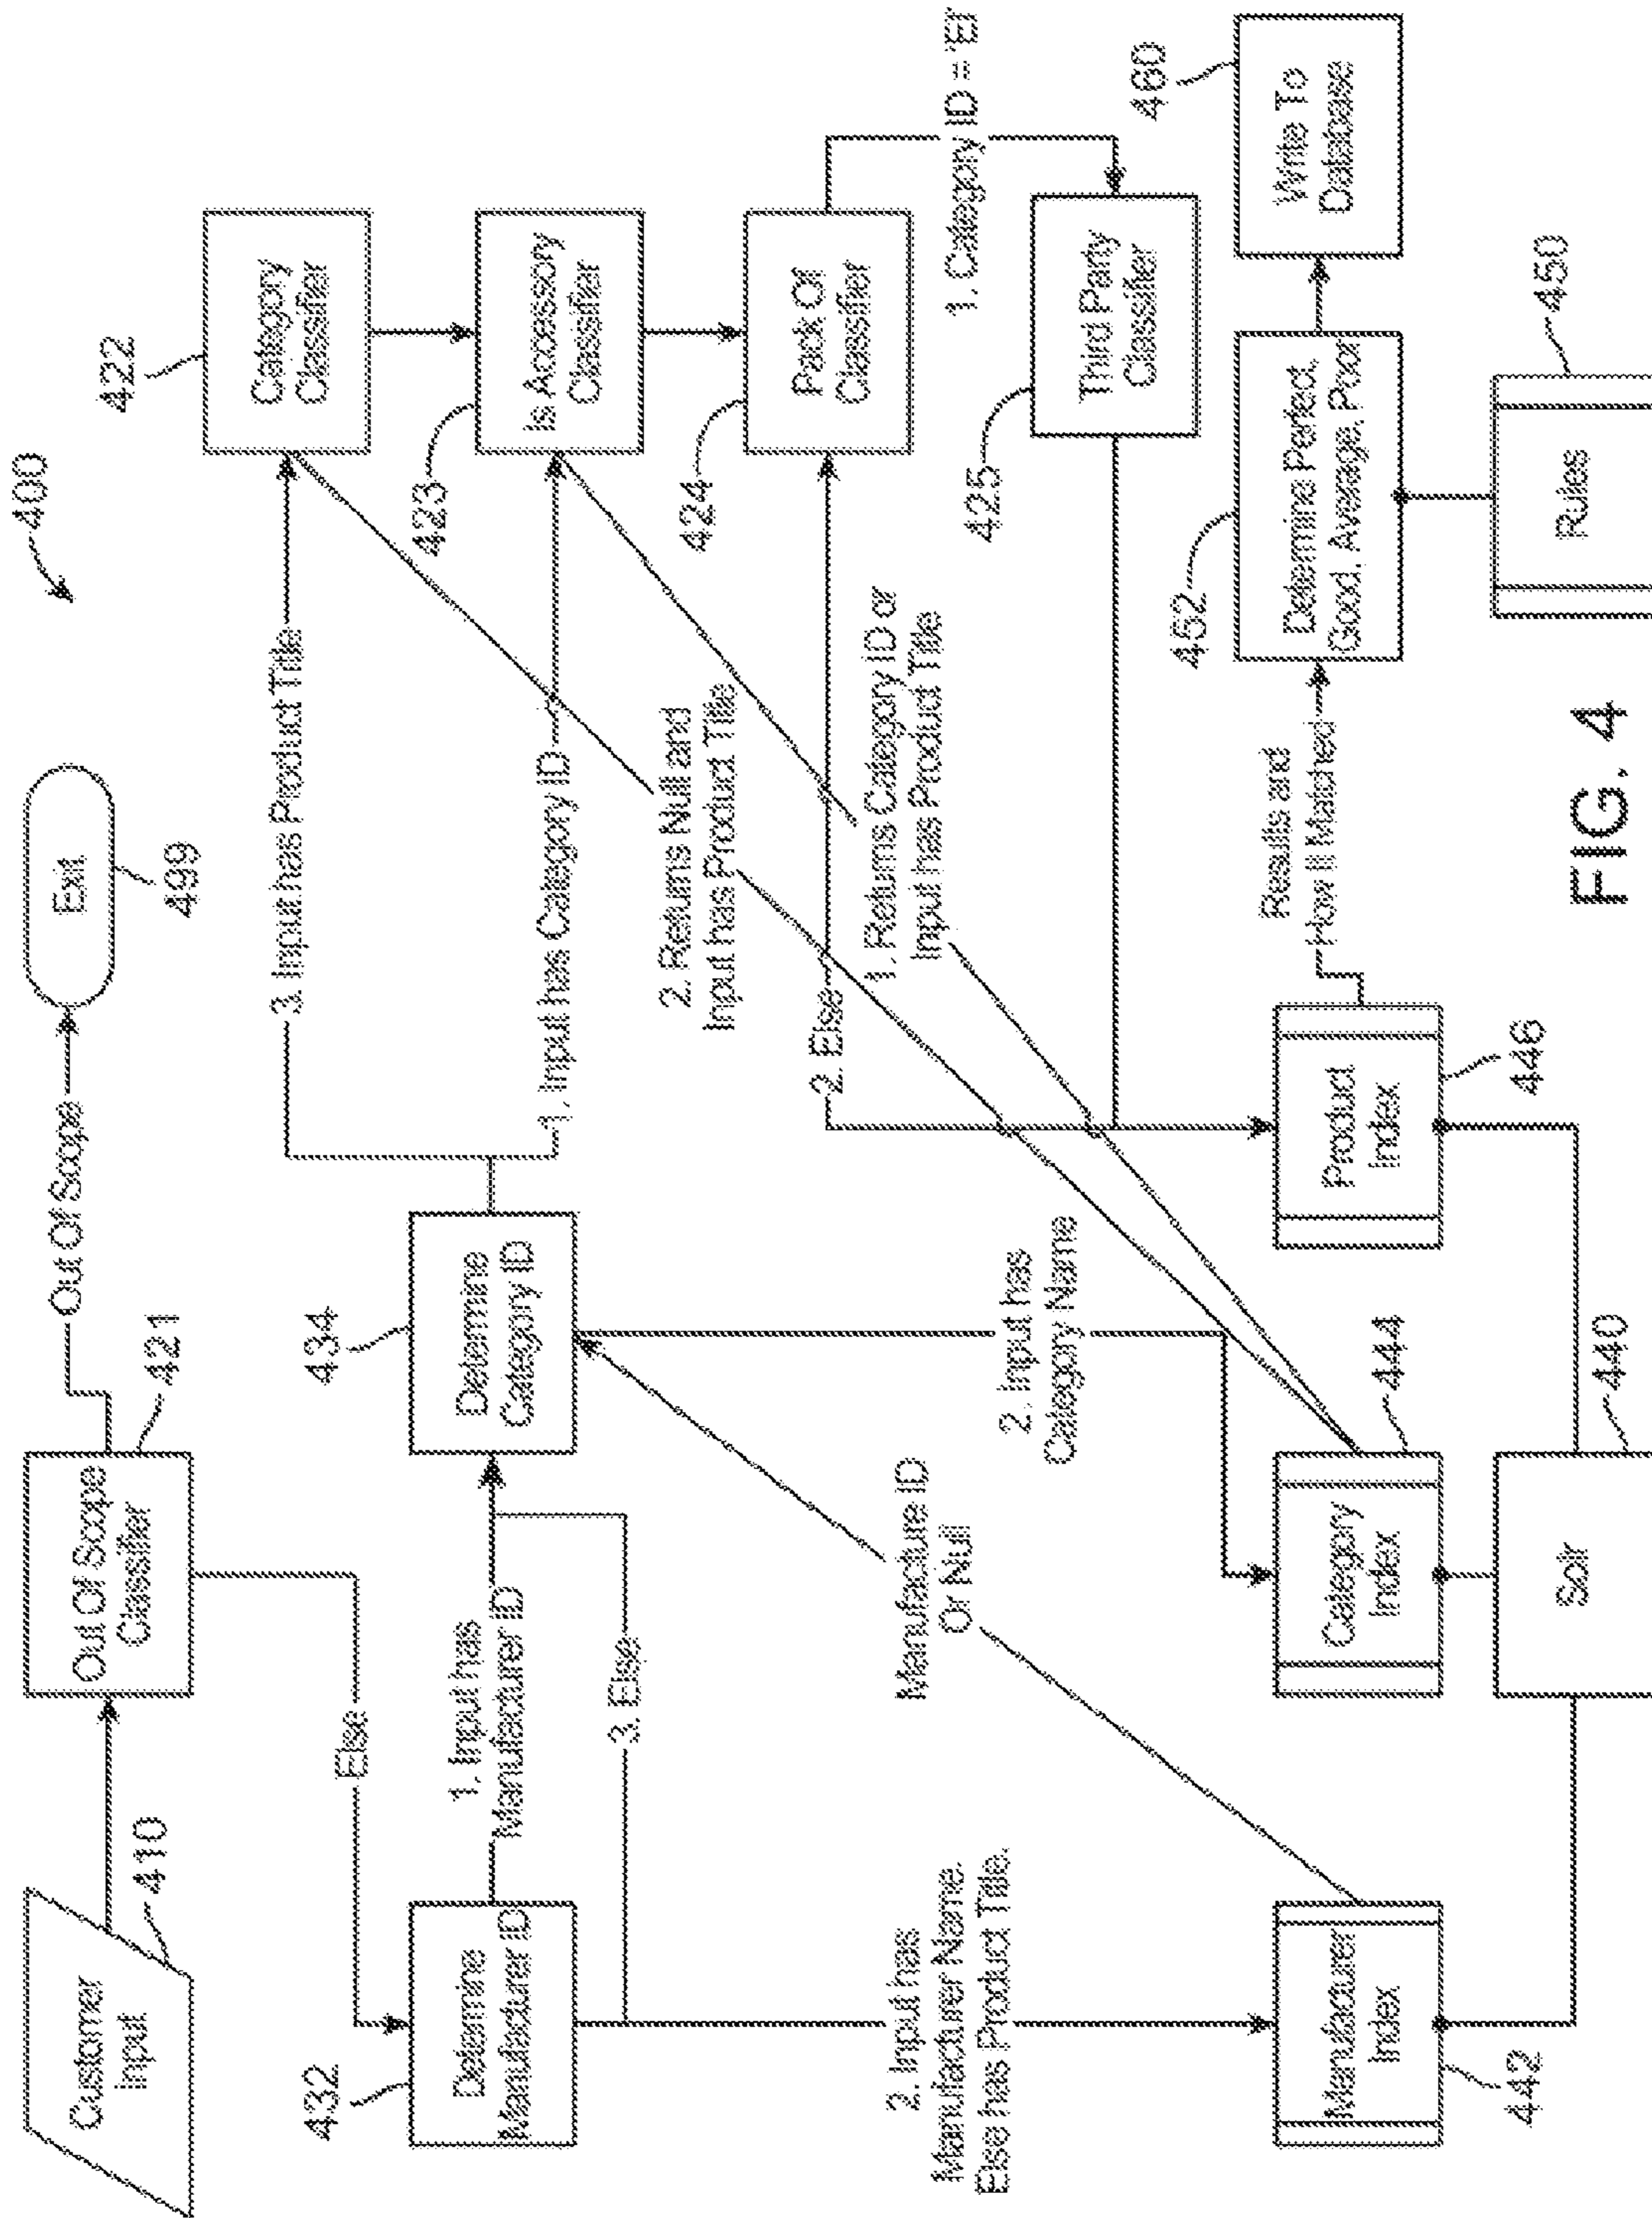 400
Customer
Input
410
Out Of Scope
Classifier
421
Out Of Scope
Exit
499
Else
432
Determine
Manufacturer ID
1. Input has
Manufacturer ID
3. Else
434
Determine
Category ID
3. Input has Product Title
1. Input has Category ID
422
Category
Classifier
423
Is Accessory
Classifier
424
Pack Of
Classifier
1. Category ID = 'EI'
425
Third Party
Classifier
2. Returns Null and
Input has Product Title
2. Else
1. Returns Category ID or
Input has Product Title
2. Input has
Manufacturer Name.
Else has Product Title.
Manufacture ID
Or Null
2. Input has
Category Name
Manufacturer
Index
442
Category
Index
444
Product
Index
446
Results and
How It Matched
452
Determine Perfect,
Good, Average, Poor
460
Write To
Database
Solr
440
Rules
450
FIG. 4